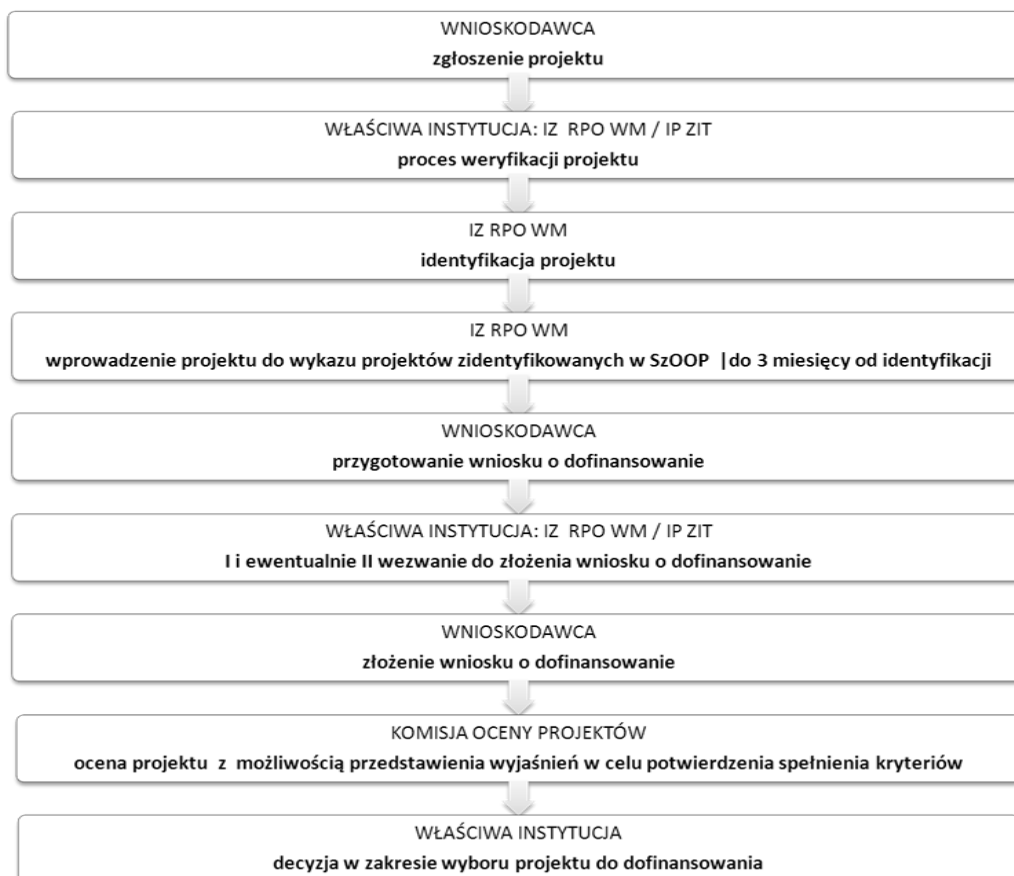 WNIOSKODAWCA
zgłoszenie projektu
WŁAŚCIWA INSTYTUCJA: IZ RPO WM / IP ZIT
proces weryfikacji projektu
IZ RPO WM
identyfikacja projektu
IZ RPO WM
wprowadzenie projektu do wykazu projektów zidentyfikowanych w SzOOP |do 3 miesięcy od identyfikacji
WNIOSKODAWCA
przygotowanie wniosku o dofinansowanie
WŁAŚCIWA INSTYTUCJA: IZ RPO WM / IP ZIT
I i ewentualnie II wezwanie do złożenia wniosku o dofinansowanie
WNIOSKODAWCA
złożenie wniosku o dofinansowanie
KOMISJA OCENY PROJEKTÓW
ocena projektu z możliwością przedstawienia wyjaśnień w celu potwierdzenia spełnienia kryteriów
WŁAŚCIWA INSTYTUCJA
decyzja w zakresie wyboru projektu do dofinansowania